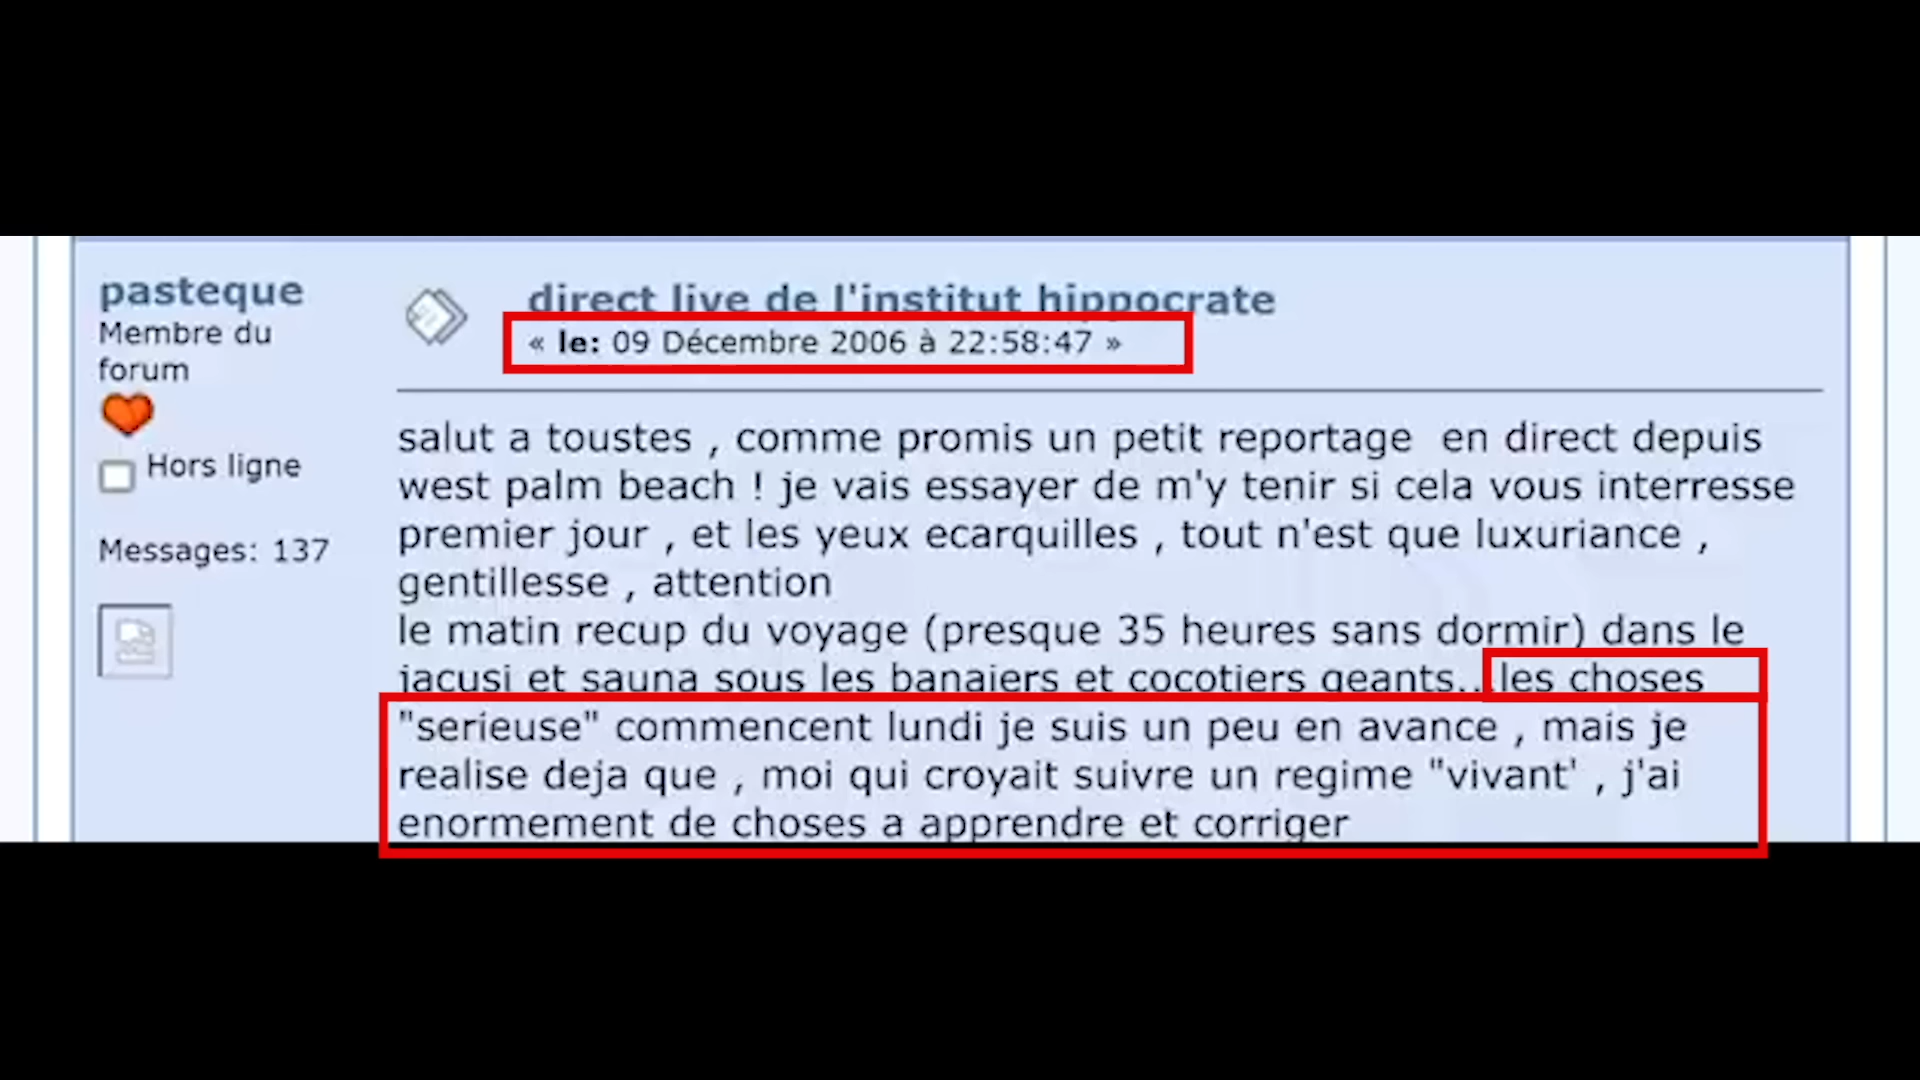 pasteque
Membre du
forum
Hors ligne
Messages: 137
direct live de l'institut hippocrate
« le: 09 Décembre 2006 à 22:58:47 »
salut a toustes , comme promis un petit reportage en direct depuis
west palm beach ! je vais essayer de m'y tenir si cela vous interresse
premier jour , et les yeux ecarquilles , tout n'est que luxuriance ,
gentillesse , attention
le matin recup du voyage (presque 35 heures sans dormir) dans le
jacusi et sauna sous les banaiers et cocotiers geants...les choses
"serieuse" commencent lundi je suis un peu en avance , mais je
realise deja que , moi qui croyait suivre un regime "vivant' , j'ai
enormement de choses a apprendre et corriger